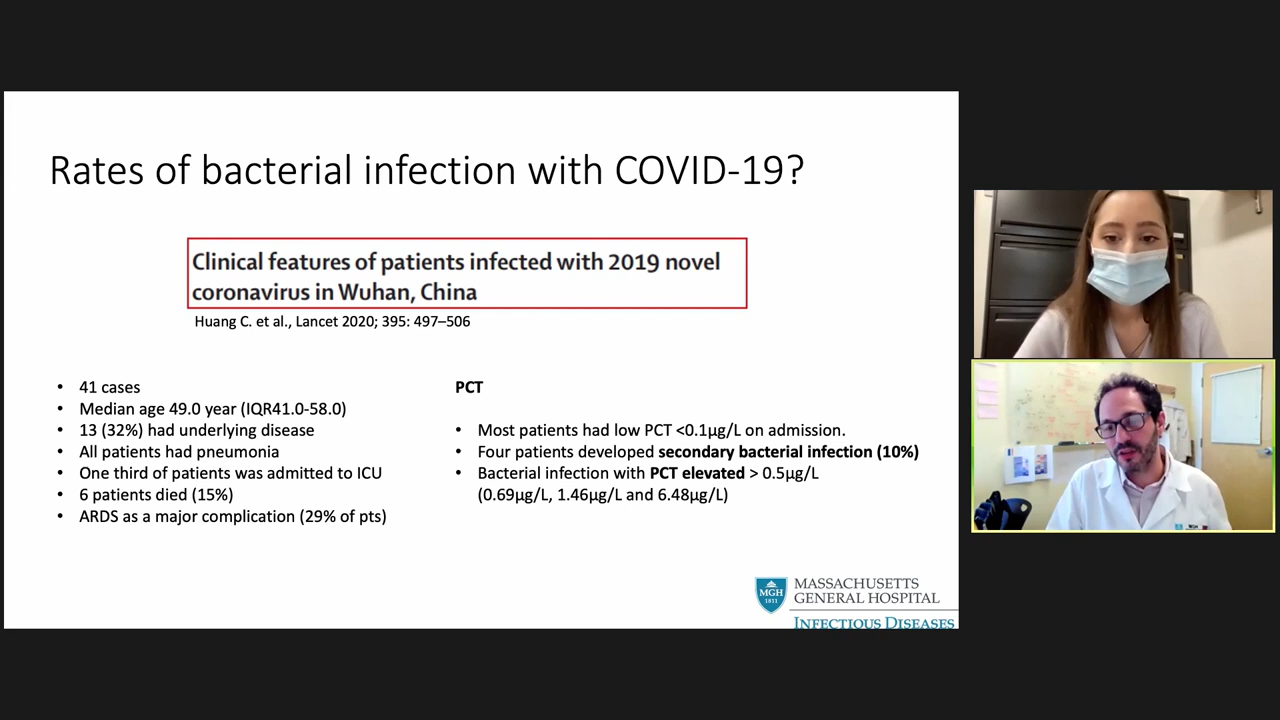 Rates of bacterial infection with COVID-19?
Clinical features of patients infected with 2019 novel
coronavirus in Wuhan, China
Huang C. et al., Lancet 2020; 395: 497–506
• 41 cases
• Median age 49.0 year (IQR41.0-58.0)
• 13 (32%) had underlying disease
• All patients had pneumonia
• One third of patients was admitted to ICU
• 6 patients died (15%)
• ARDS as a major complication (29% of pts)
PCT
• Most patients had low PCT <0.1µg/L on admission.
• Four patients developed secondary bacterial infection (10%)
• Bacterial infection with PCT elevated > 0.5µg/L
(0.69µg/L, 1.46µg/L and 6.48µg/L)
MGH
1811
MASSACHUSETTS
GENERAL HOSPITAL
INFECTIOUS DISEASES